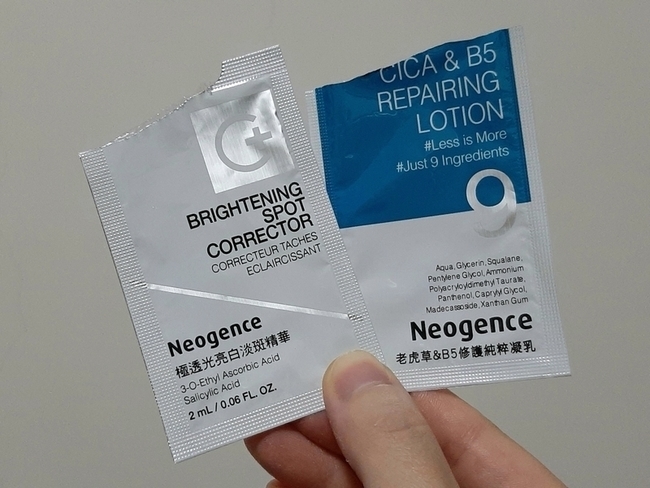 C+
BRIGHTENING
SPOT
CORRECTOR
CORRECTEUR TACHES
ECLAIRCISSANT
Neogence
極透光亮白淡斑精華
3-O-Ethyl Ascorbic Acid
Salicylic Acid
2 mL / 0.06 FL. OZ.
CICA & B5
REPAIRING
LOTION
#Less is More
#Just 9 Ingredients
9
Aqua, Glycerin, Squalane,
Pentylene Glycol, Ammonium
Polyacryloyldimethyl Taurate,
Panthenol, Caprylyl Glycol,
Madecassoside, Xanthan Gum
Neogence
老虎草&B5修護純粹凝乳